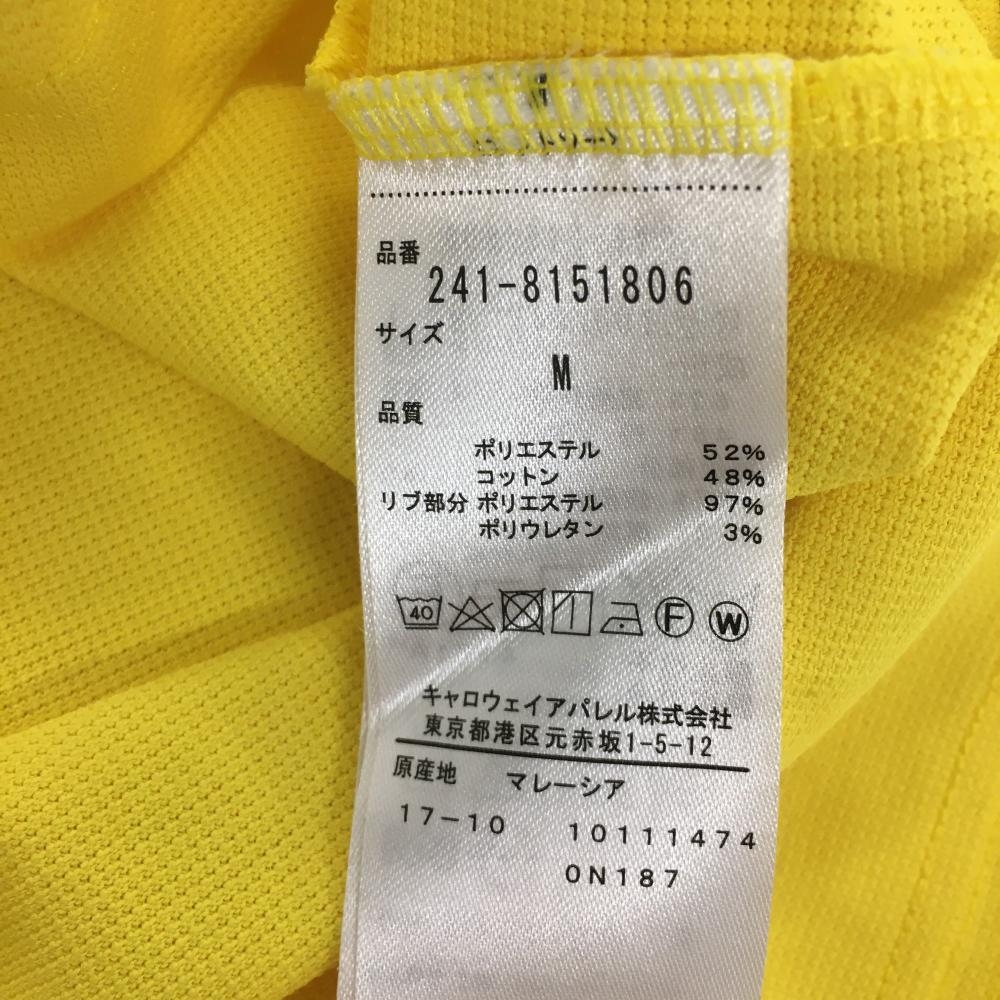 品番
241-8151806
サイズ
M
品質
ポリエステル 52%
コットン 48%
リブ部分 ポリエステル 97%
ポリウレタン 3%
40 F W
キャロウェイアパレル株式会社
東京都港区元赤坂1-5-12
原産地 マレーシア
17-10 10111474
0N187